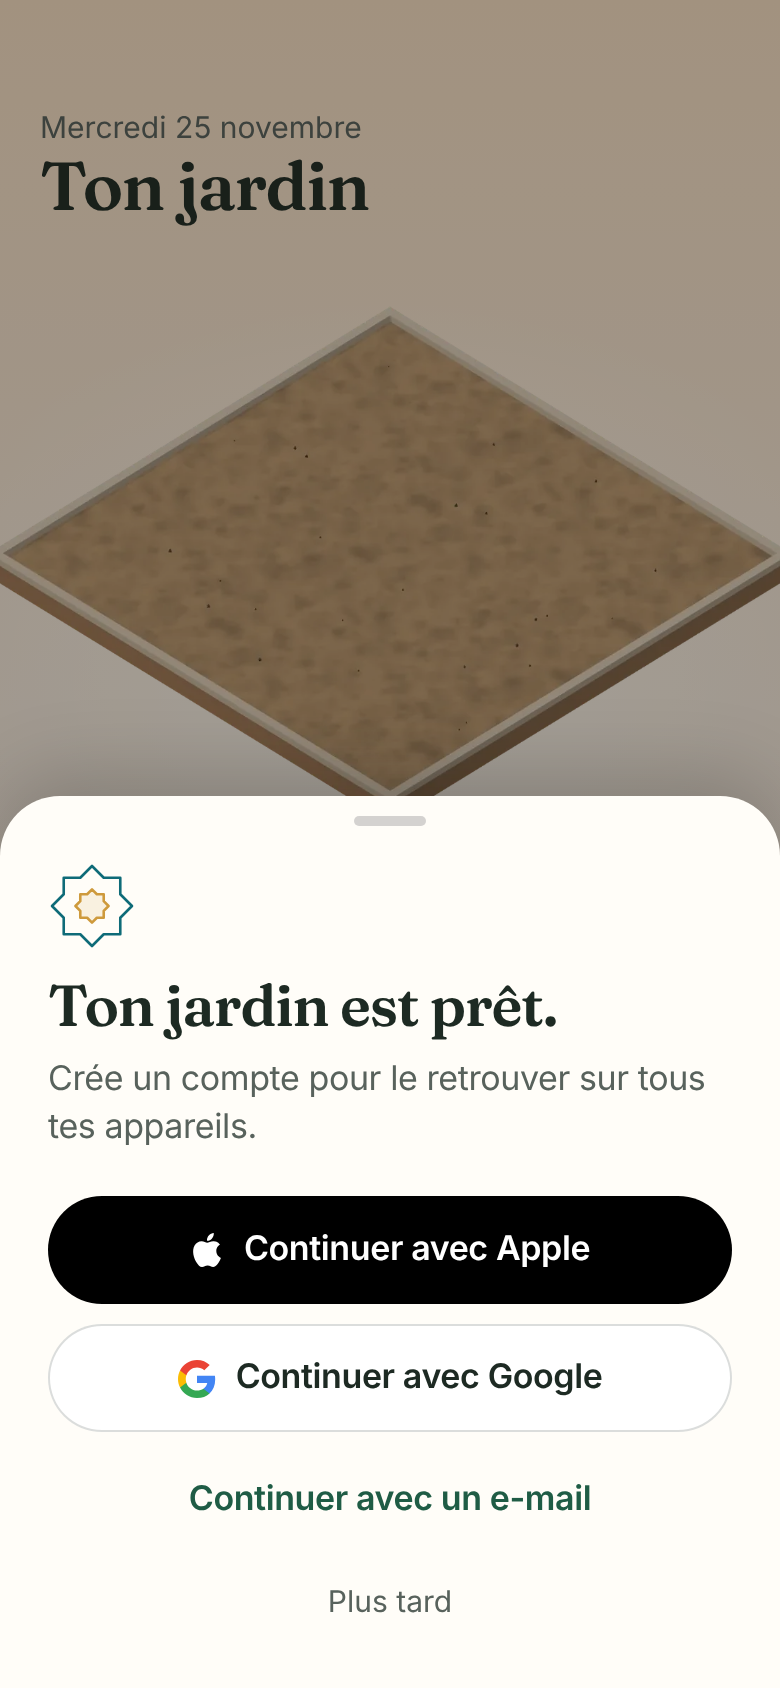 Mercredi 25 novembre
Ton jardin
Ton jardin est prêt.
Crée un compte pour le retrouver sur tous
tes appareils.
Continuer avec Apple
Continuer avec Google
Continuer avec un e-mail
Plus tard